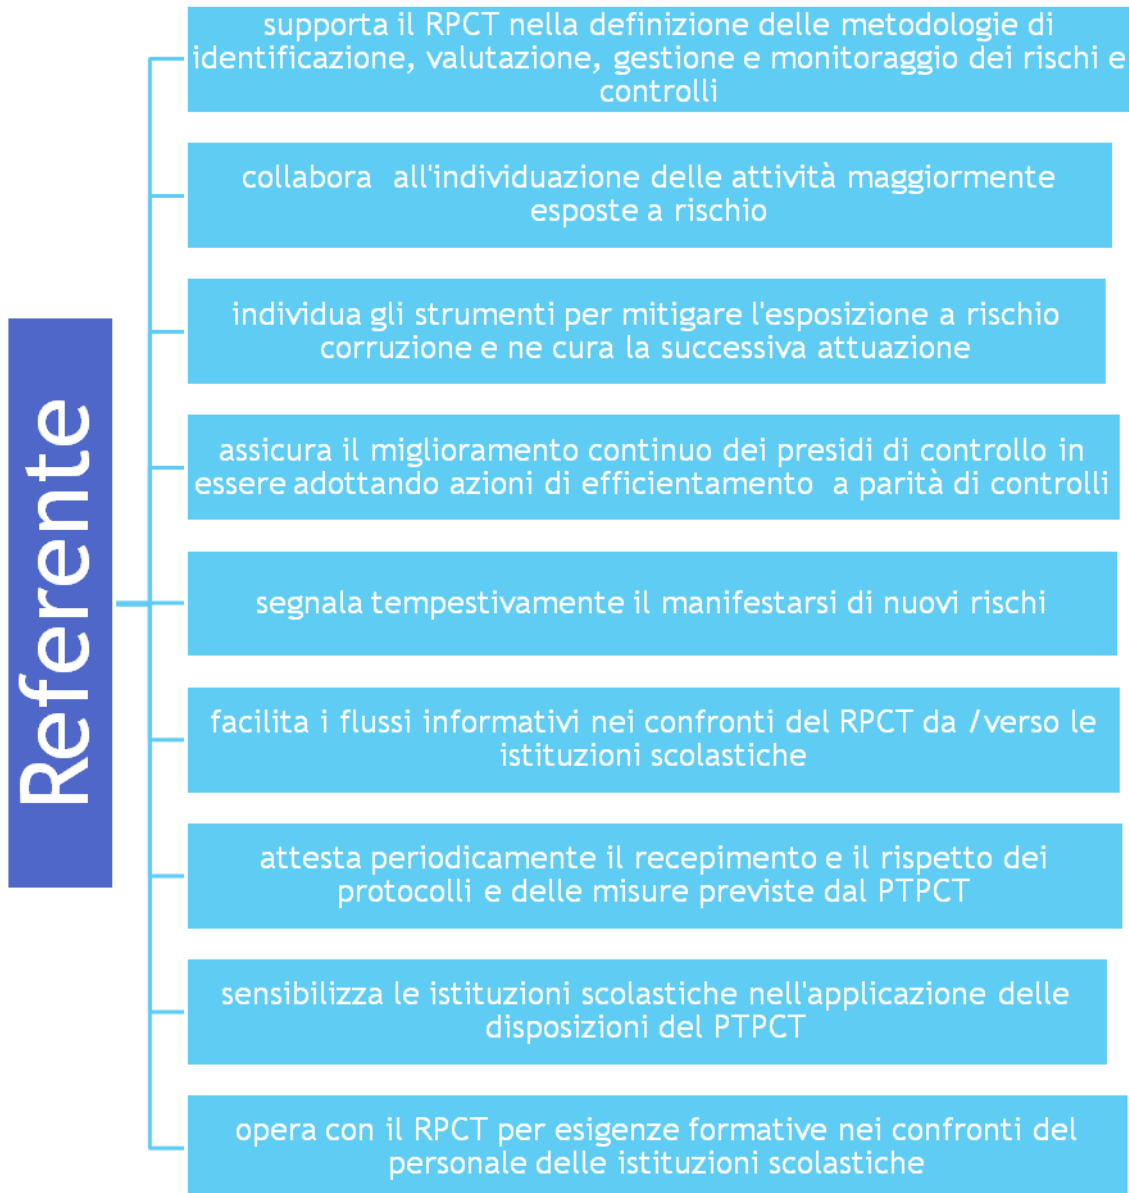 Referente
supporta il RPCT nella definizione delle metodologie di
identificazione, valutazione, gestione e monitoraggio dei rischi e
controlli
collabora  all'individuazione delle attività maggiormente
esposte a rischio
individua gli strumenti per mitigare l'esposizione a rischio
corruzione e ne cura la successiva attuazione
assicura il miglioramento continuo dei presidi di controllo in
essere adottando azioni di efficientamento  a parità di controlli
segnala tempestivamente il manifestarsi di nuovi rischi
facilita i flussi informativi nei confronti del RPCT da /verso le
istituzioni scolastiche
attesta periodicamente il recepimento e il rispetto dei
protocolli e delle misure previste dal PTPCT
sensibilizza le istituzioni scolastiche nell'applicazione delle
disposizioni del PTPCT
opera con il RPCT per esigenze formative nei confronti del
personale delle istituzioni scolastiche